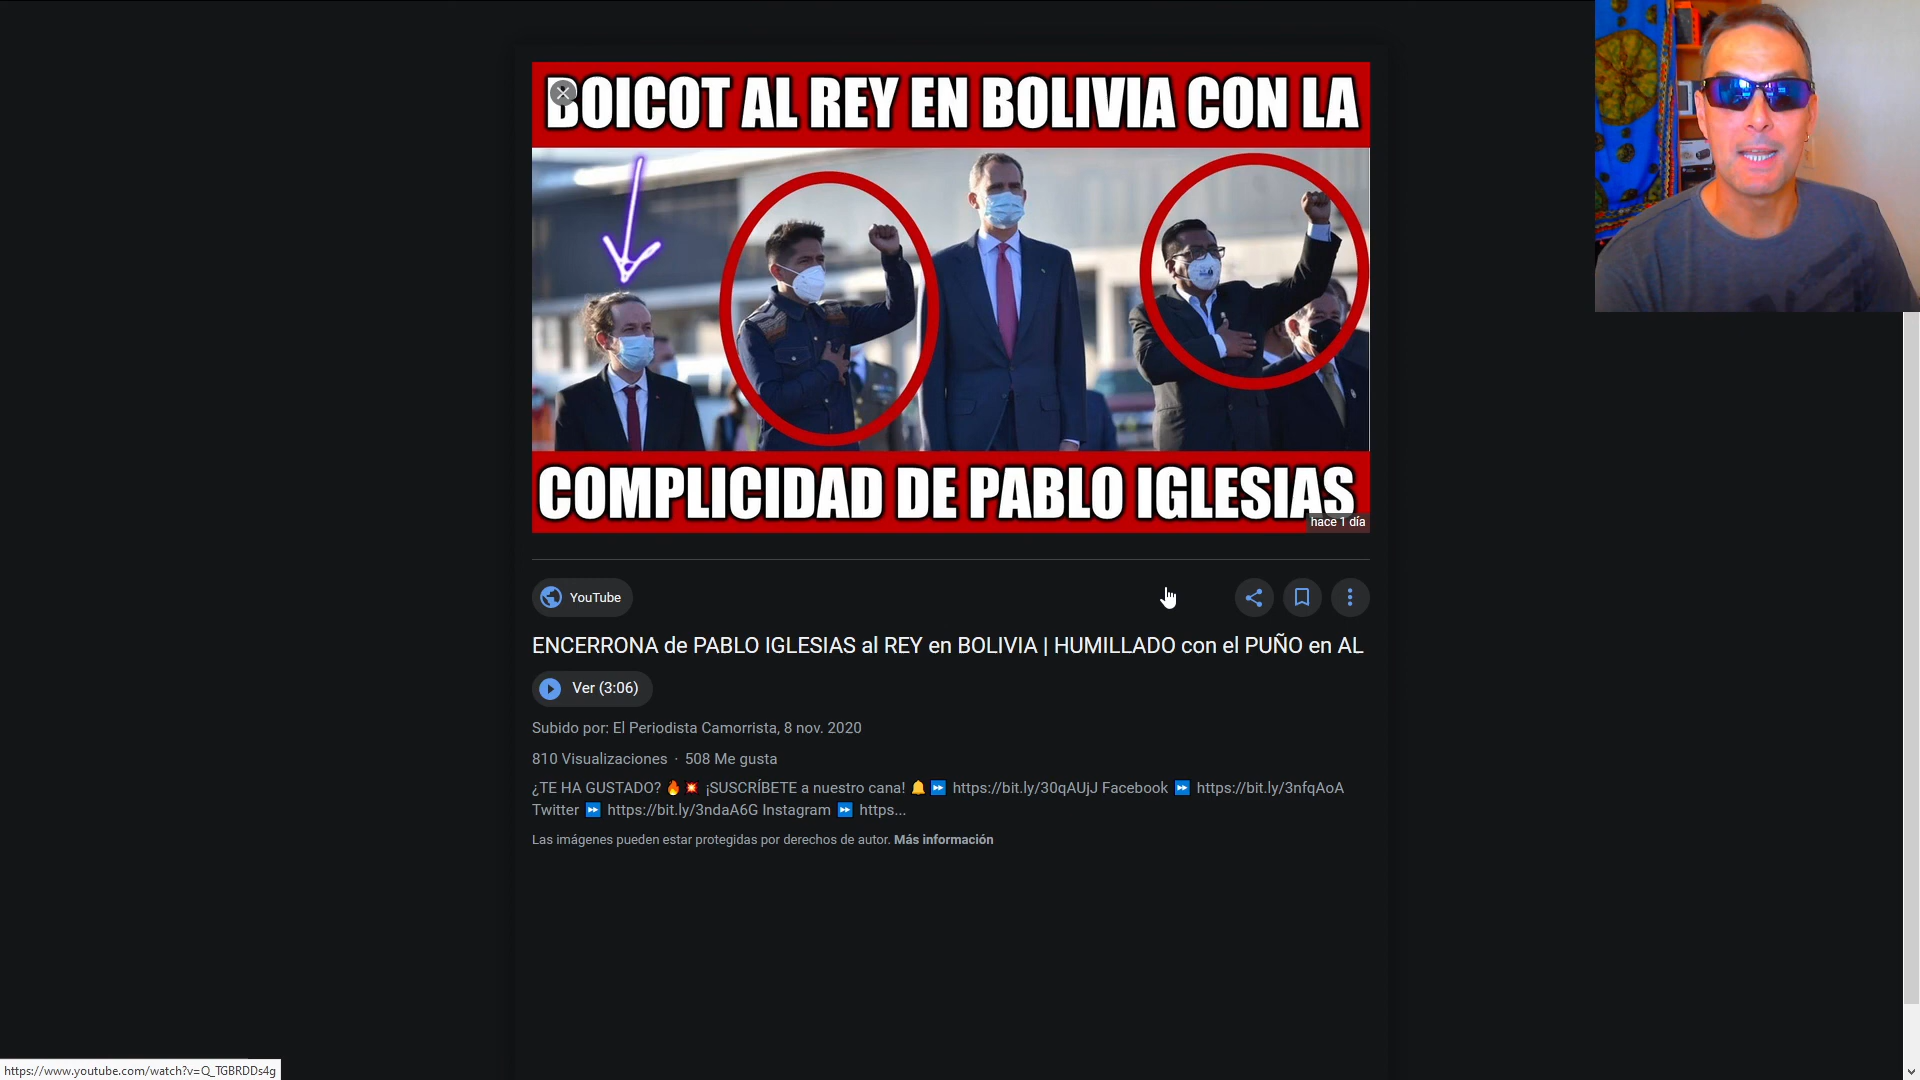 BOICOT AL REY EN BOLIVIA CON LA
COMPLICIDAD DE PABLO IGLESIAS
hace 1 día
YouTube
ENCERRONA de PABLO IGLESIAS al REY en BOLIVIA | HUMILLADO con el PUÑO en AL
Ver (3:06)
Subido por: El Periodista Camorrista, 8 nov. 2020
810 Visualizaciones · 508 Me gusta
¿TE HA GUSTADO? 🔥💥 ¡SUSCRÍBETE a nuestro cana! 🔔⏩ https://bit.ly/30qAUjJ Facebook ⏩ https://bit.ly/3nfqAoA
Twitter ⏩ https://bit.ly/3ndaA6G Instagram ⏩ https...
Las imágenes pueden estar protegidas por derechos de autor. Más información
https://www.youtube.com/watch?v=Q_TGBRDDs4g